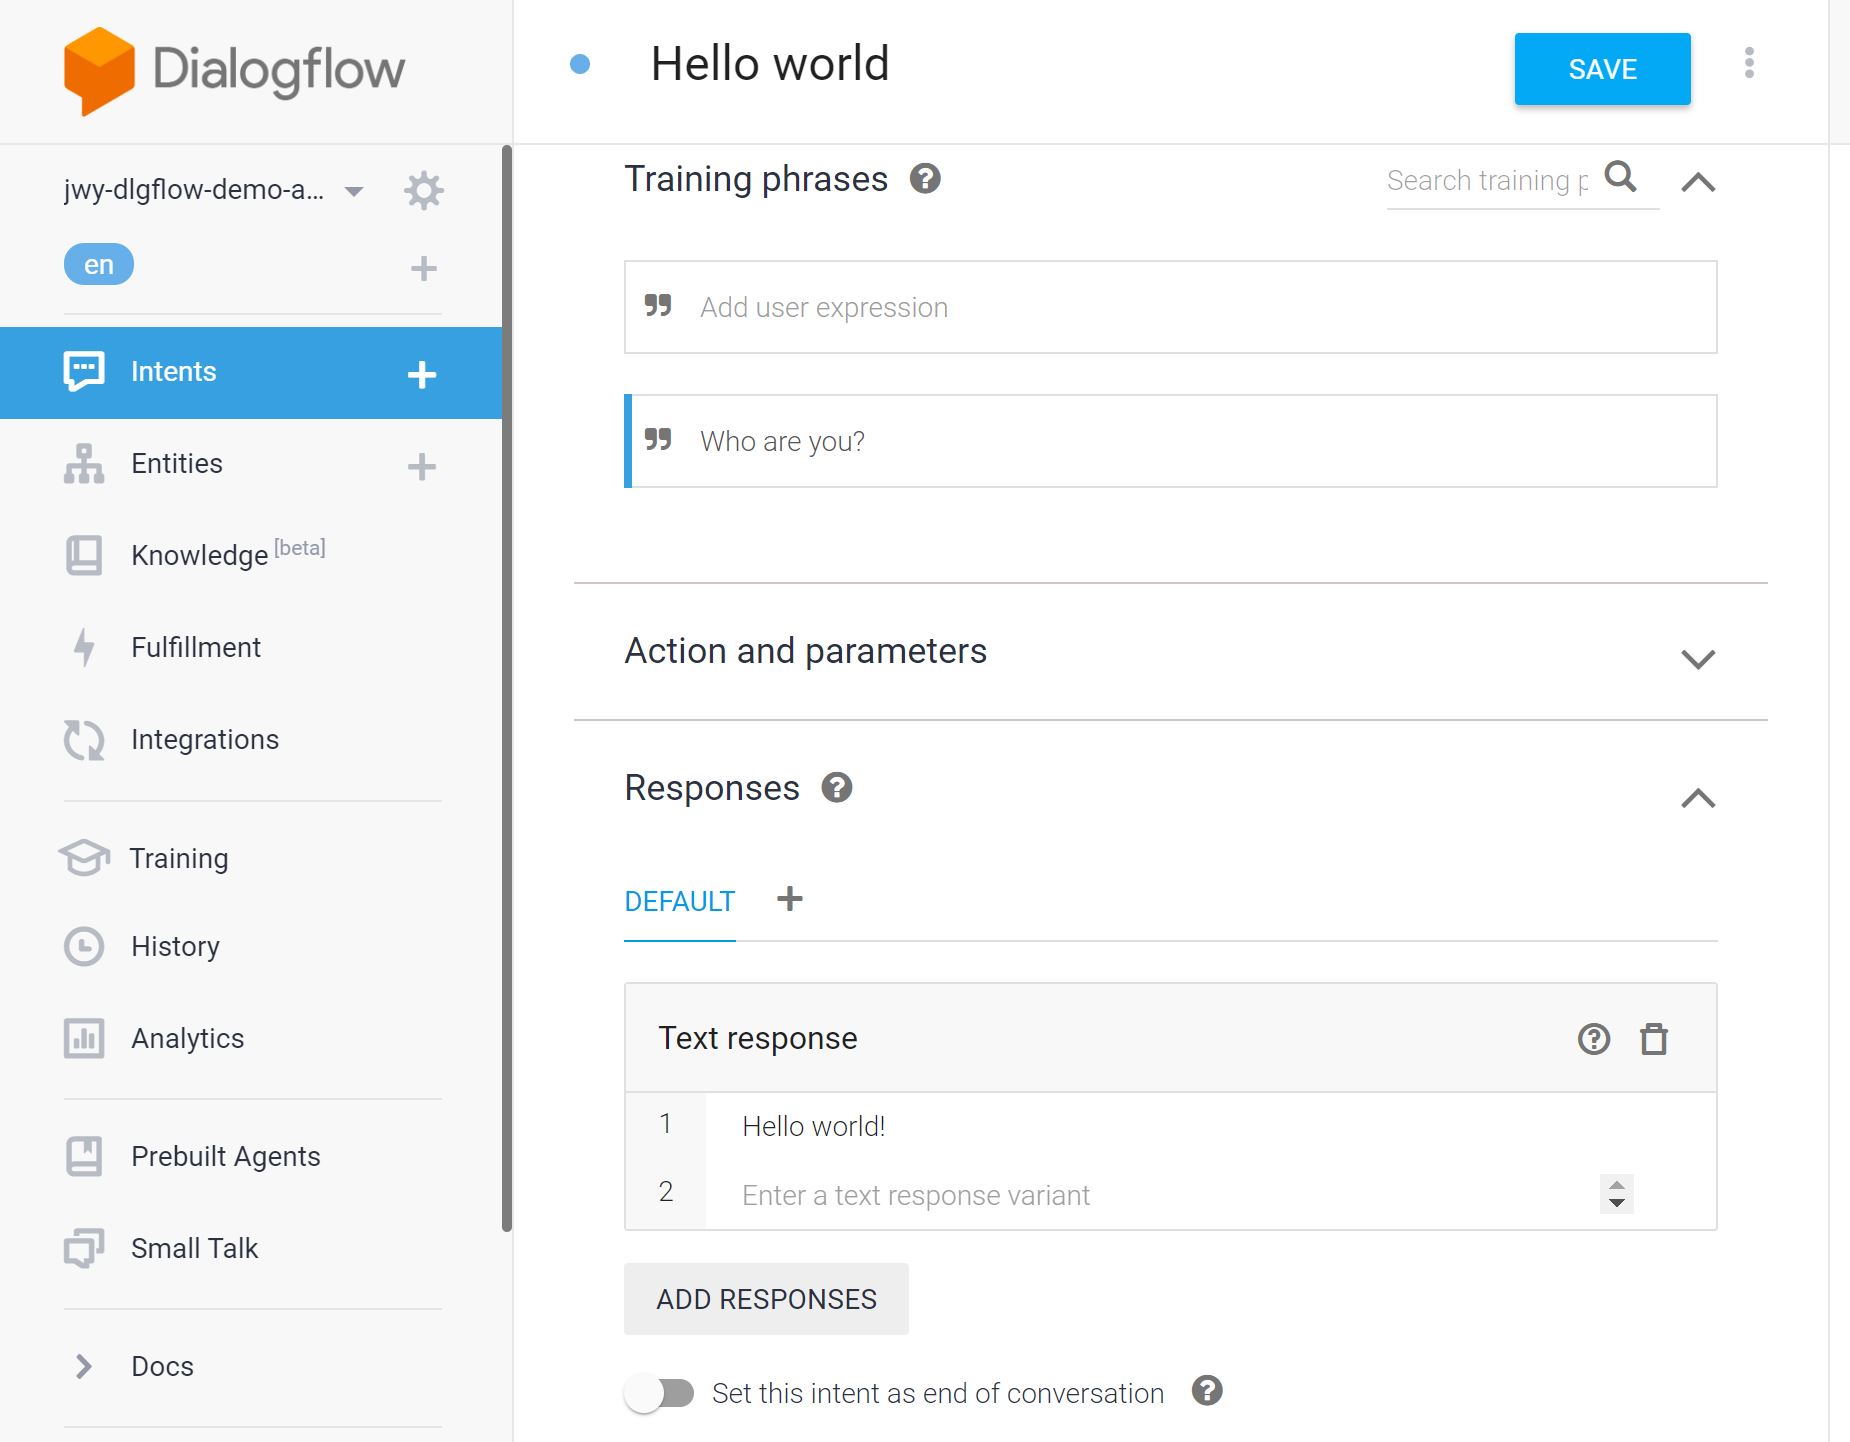 Dialogflow
jwy-dlgflow-demo-a...
en
Intents
Entities
Knowledge [beta]
Fulfillment
Integrations
Training
History
Analytics
Prebuilt Agents
Small Talk
Docs
Hello world
SAVE
Training phrases
Search training p
Add user expression
Who are you?
Action and parameters
Responses
DEFAULT
Text response
1 Hello world!
2 Enter a text response variant
ADD RESPONSES
Set this intent as end of conversation